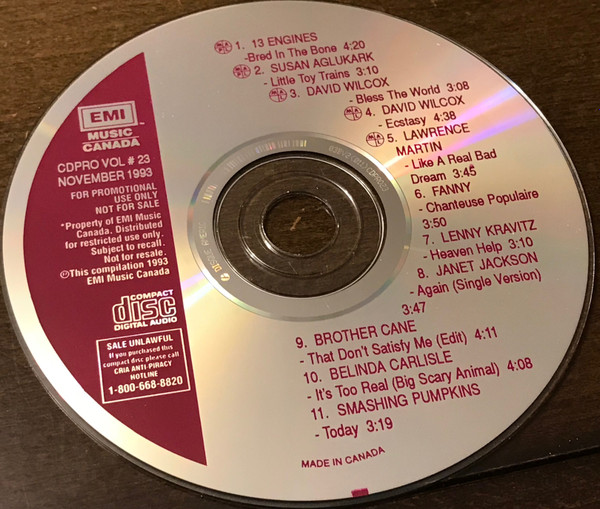 EMI
MUSIC
CANADA
CDPRO VOL # 23
NOVEMBER 1993
FOR PROMOTIONAL
USE ONLY
NOT FOR SALE
*Property of EMI Music
Canada. Distributed
for restricted use only.
Subject to recall.
Not for resale.
℗This compilation 1993
EMI Music Canada
COMPACT
disc
DIGITAL AUDIO
SALE UNLAWFUL
If you purchased this
compact disc please call
CRIA ANTI-PIRACY
HOTLINE
1-800-668-8820
1. 13 ENGINES
-Bred In The Bone 4:20
2. SUSAN AGLUKARK
- Little Toy Trains 3:10
3. DAVID WILCOX
- Bless The World 3:08
4. DAVID WILCOX
- Ecstasy 4:38
5. LAWRENCE
MARTIN
- Like A Real Bad
Dream 3:45
6. FANNY
- Chanteuse Populaire
3:50
7. LENNY KRAVITZ
- Heaven Help 3:10
8. JANET JACKSON
- Again (Single Version)
3:47
9. BROTHER CANE
- That Don't Satisfy Me (Edit) 4:11
10. BELINDA CARLISLE
- It's Too Real (Big Scary Animal) 4:08
11. SMASHING PUMPKINS
- Today 3:19
MADE IN CANADA